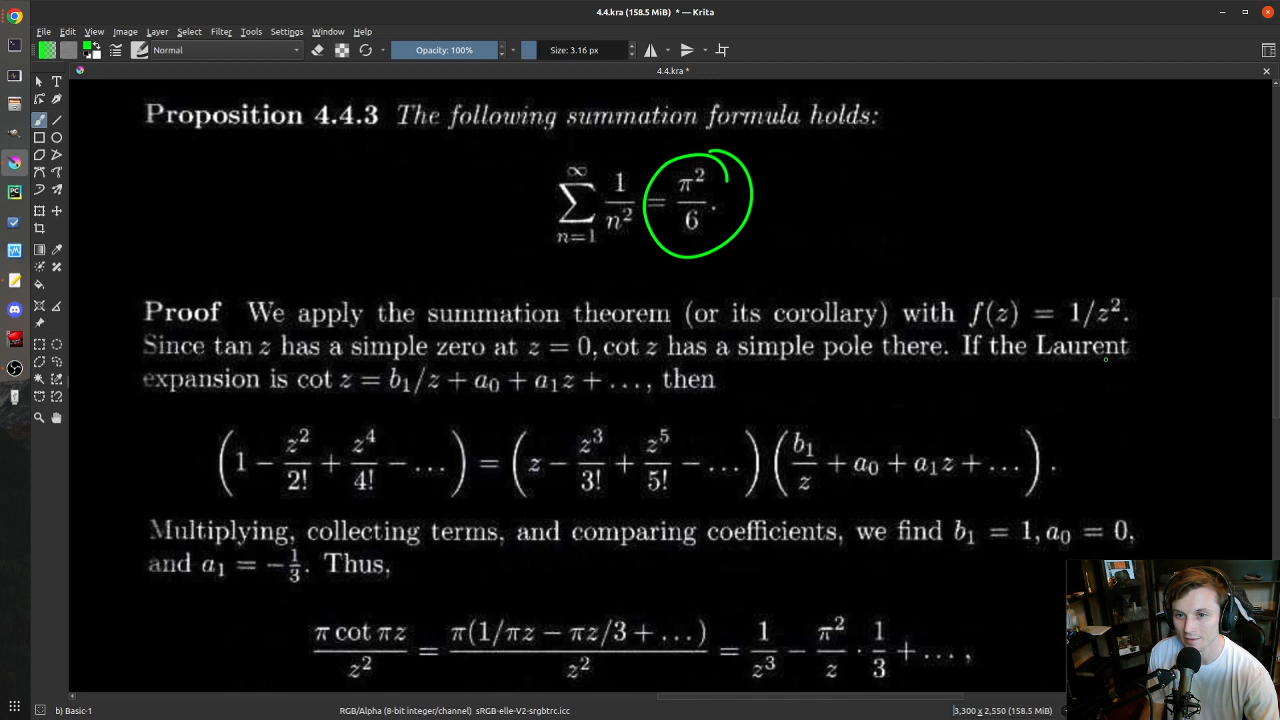 4.4.kra (158.5 MiB) * — Krita
File Edit View Image Layer Select Filter Tools Settings Window Help
Normal Opacity: 100% Size: 3.16 px
4.4.kra *
Proposition 4.4.3 The following summation formula holds:
∑_{n=1}^{∞} 1/n² = π²/6.
Proof We apply the summation theorem (or its corollary) with f(z) = 1/z².
Since tan z has a simple zero at z = 0, cot z has a simple pole there. If the Laurent
expansion is cot z = b₁/z + a₀ + a₁z + ..., then
(1 − z²/2! + z⁴/4! − ...) = (z − z³/3! + z⁵/5! − ...) (b₁/z + a₀ + a₁z + ...).
Multiplying, collecting terms, and comparing coefficients, we find b₁ = 1, a₀ = 0,
and a₁ = −1/3. Thus,
π cot πz/z² = π(1/πz − πz/3 + ...)/z² = 1/z³ − π²/z · 1/3 + ... ,
b) Basic-1 RGB/Alpha (8-bit integer/channel) sRGB-elle-V2-srgbtrc.icc 3,300 x 2,550 (158.5 MiB)